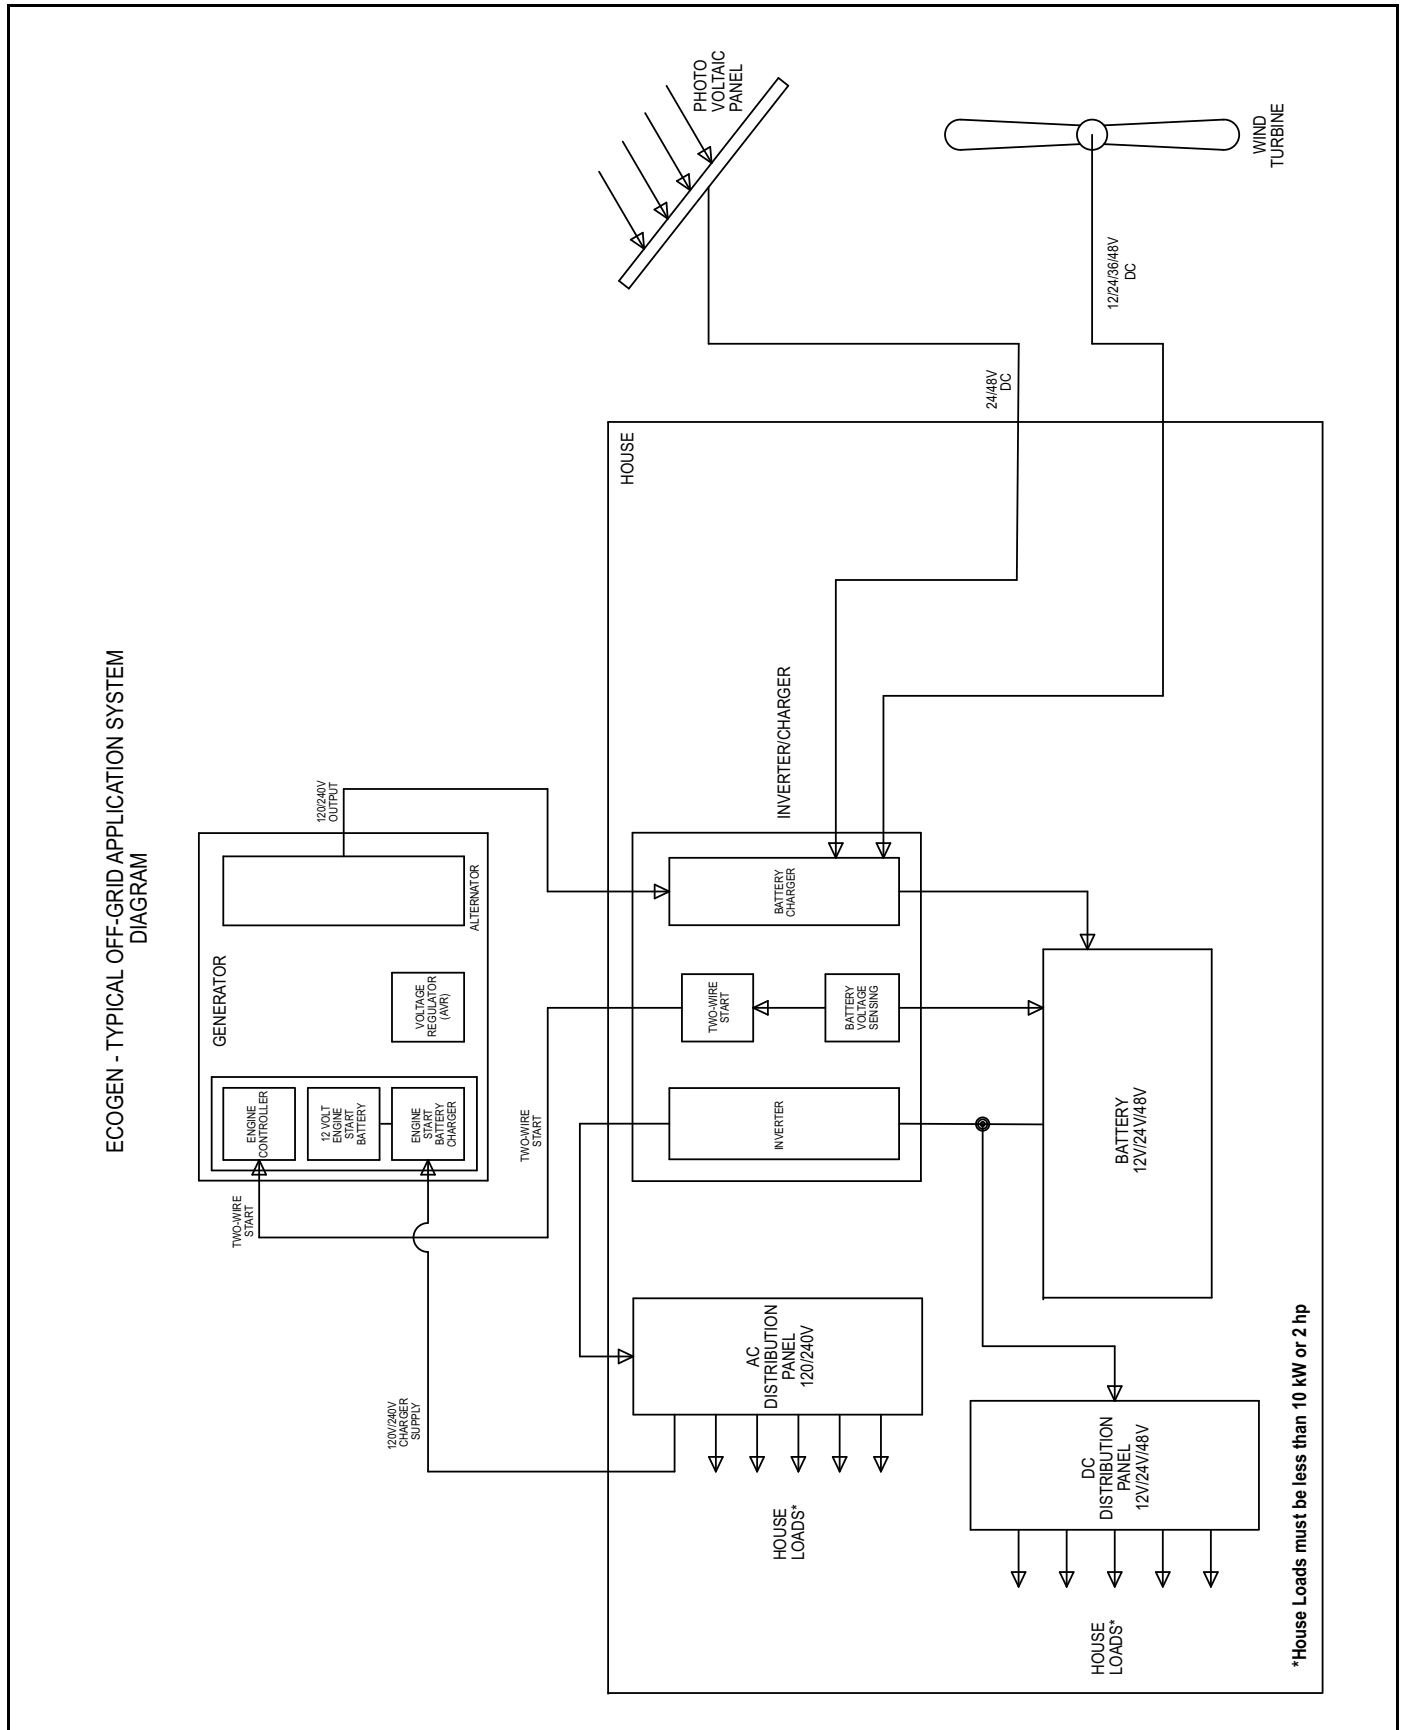 ECOGEN - TYPICAL OFF-GRID APPLICATION SYSTEM
DIAGRAM
GENERATOR
ENGINE
CONTROLLER
12 VOLT
ENGINE
START
BATTERY
ENGINE
START
BATTERY
CHARGER
VOLTAGE
REGULATOR
(AVR)
ALTERNATOR
120/240V
OUTPUT
TWO-WIRE
START
120V/240V
CHARGER
SUPPLY
TWO-WIRE
START
PHOTO
VOLTAIC
PANEL
HOUSE
INVERTER/CHARGER
INVERTER
TWO-WIRE
START
BATTERY
VOLTAGE
SENSING
BATTERY
CHARGER
AC
DISTRIBUTION
PANEL
120/240V
HOUSE
LOADS*
24/48V
DC
12/24/36/48V
DC
WIND
TURBINE
BATTERY
12V/24V/48V
DC
DISTRIBUTION
PANEL
12V/24V/48V
HOUSE
LOADS*
*House Loads must be less than 10 kW or 2 hp